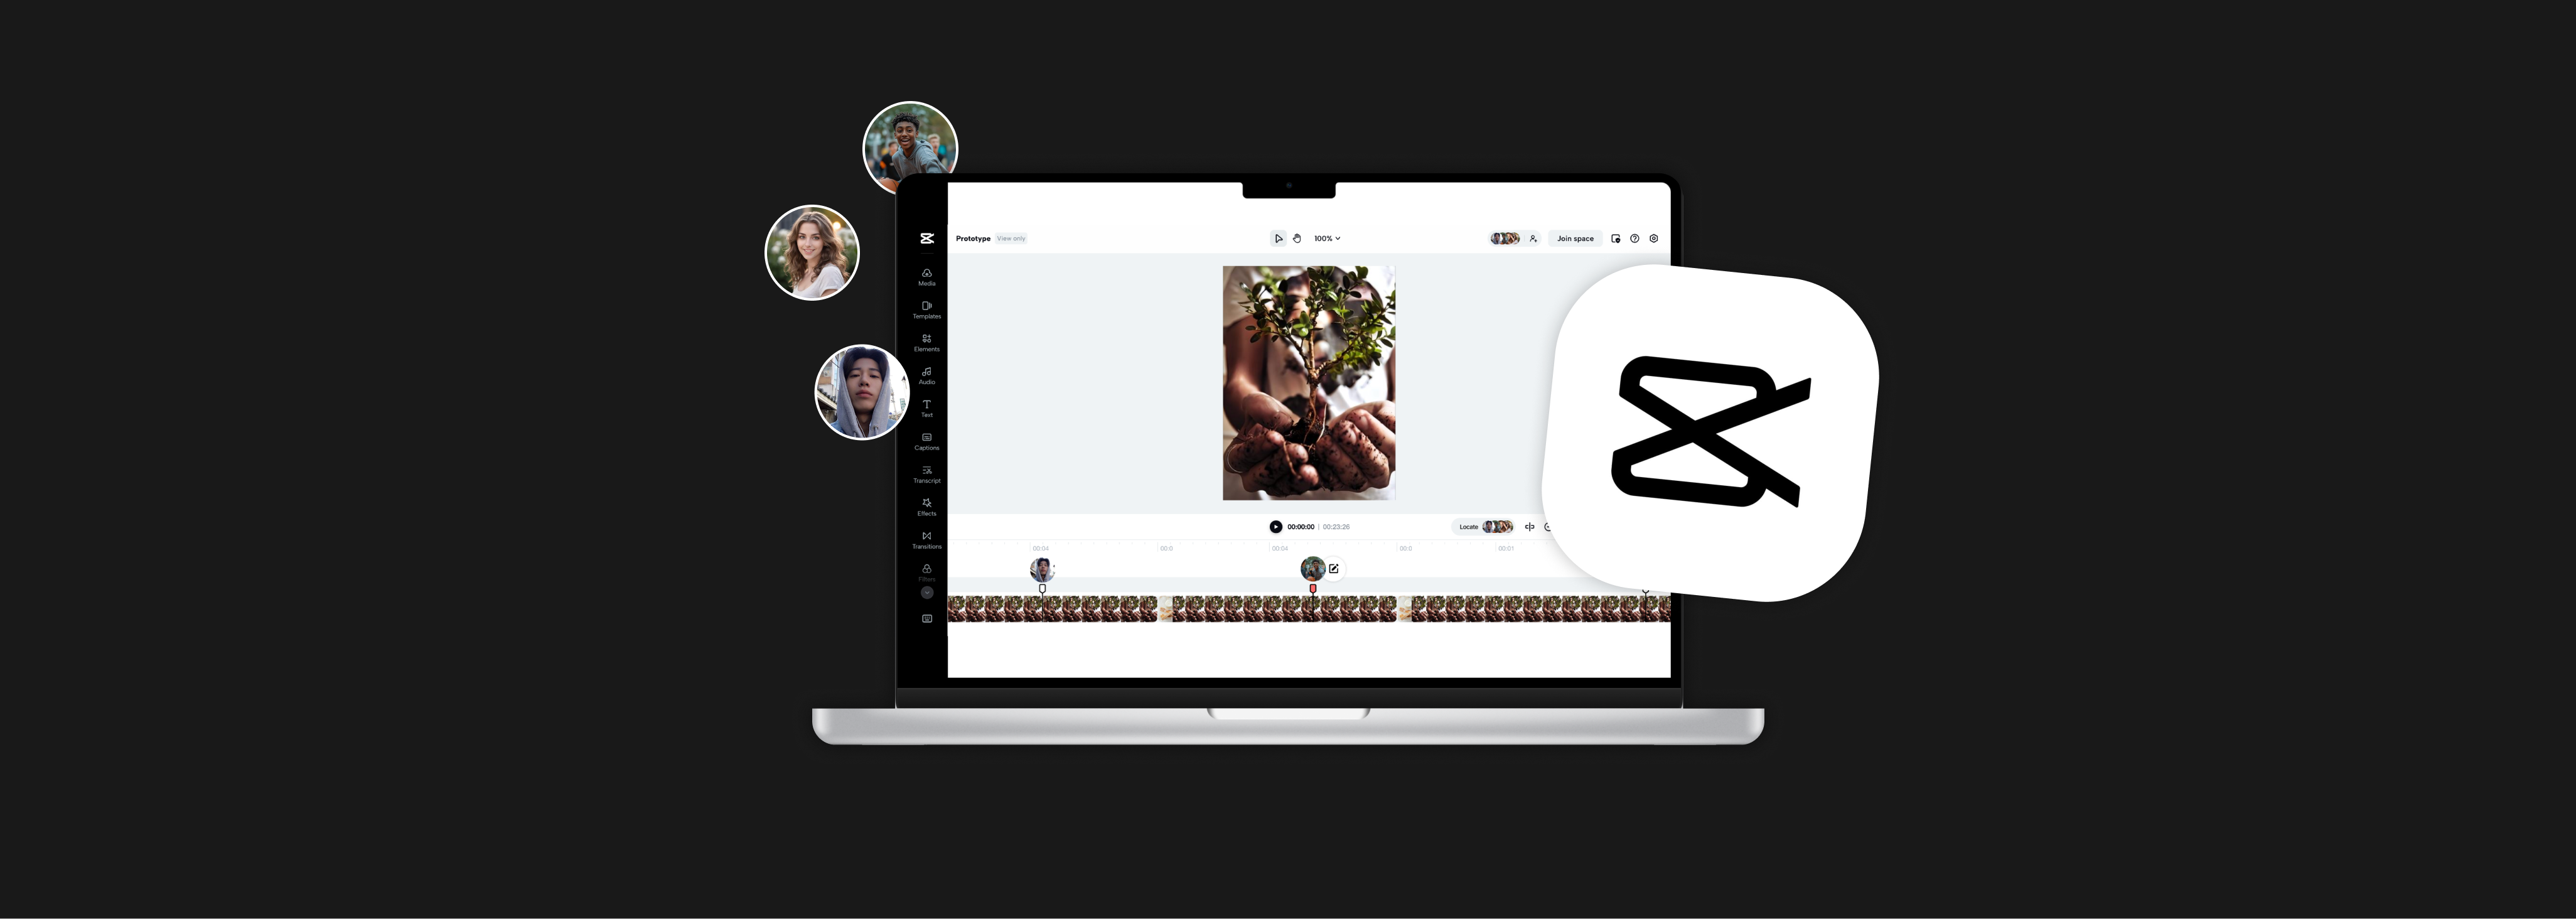 Prototype View only
100%
Join space
Media
Templates
Elements
Audio
Text
Captions
Transcript
Effects
Transitions
Filters
00:00:00 | 00:23:26
Locate
00:04 00:0 00:04 00:0 00:01